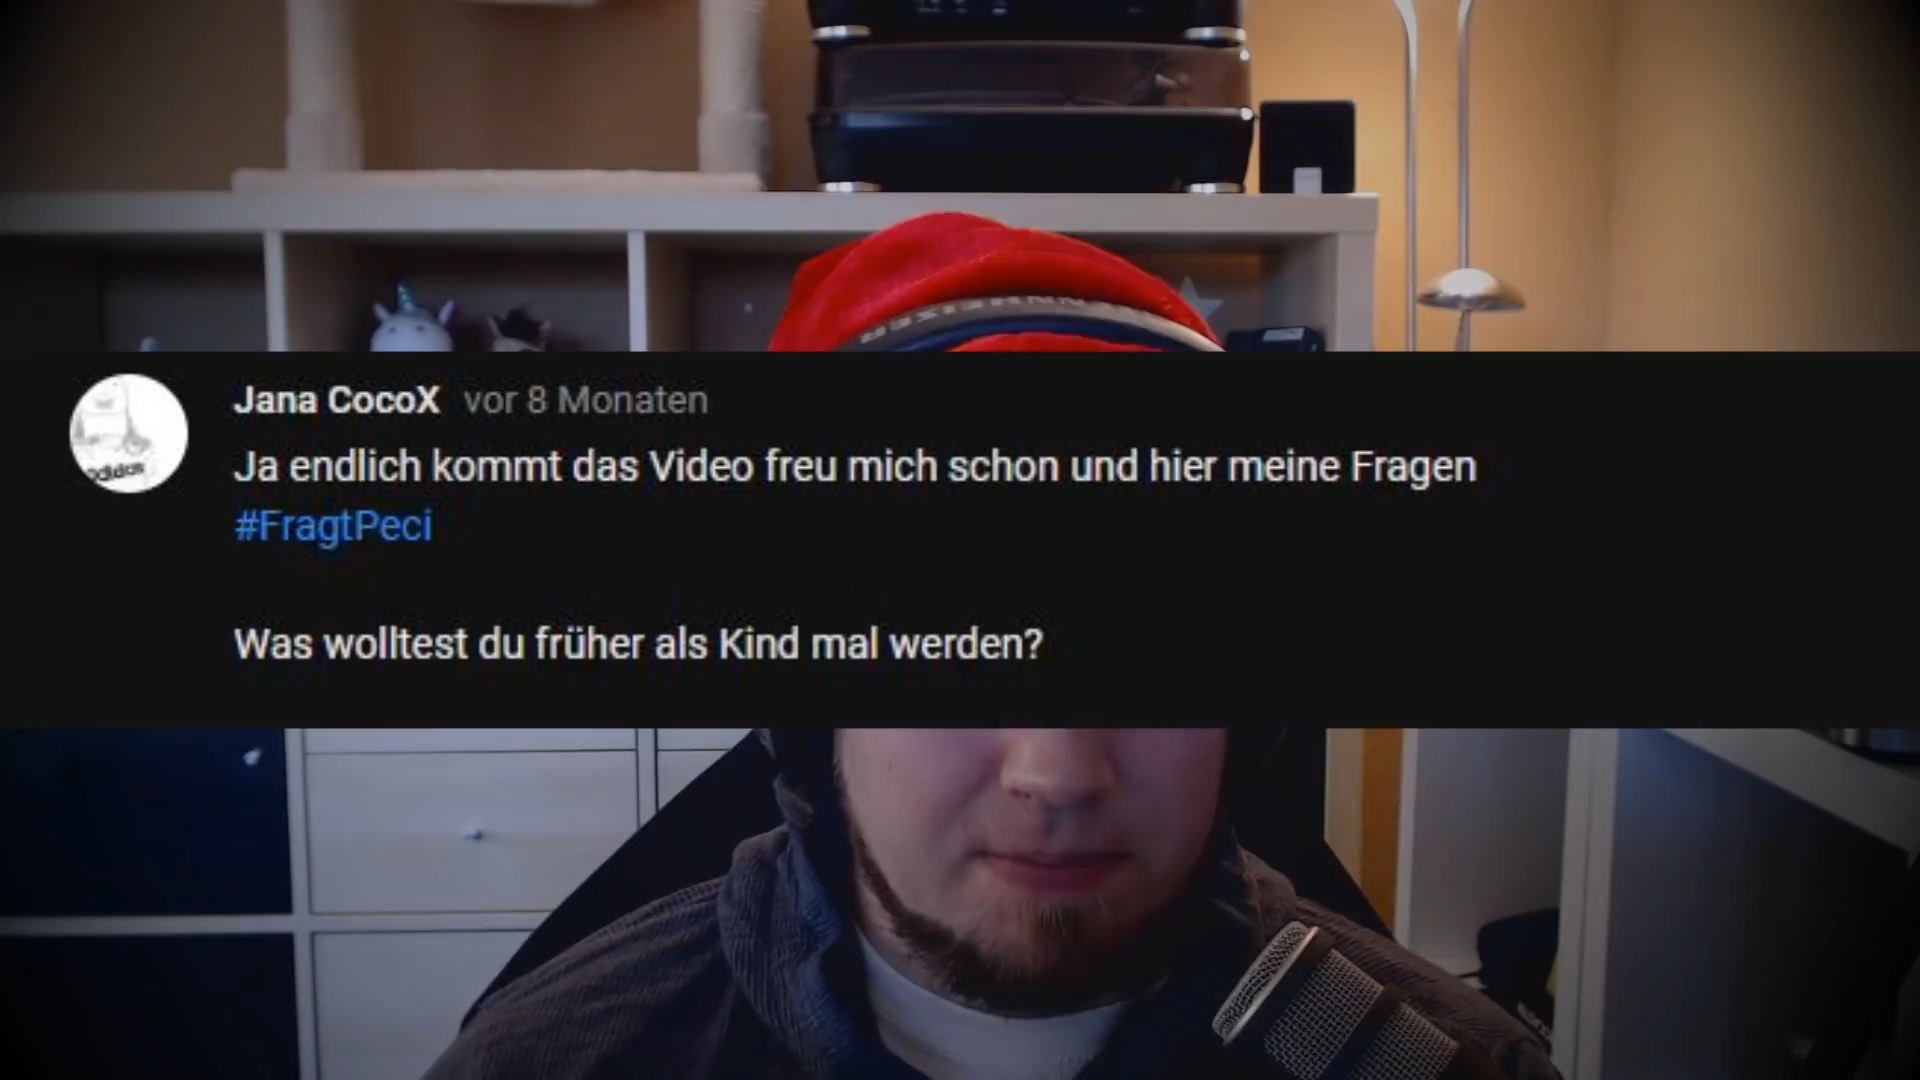 SENNHEISER
Jana CocoX vor 8 Monaten
Ja endlich kommt das Video freu mich schon und hier meine Fragen
#FragtPeci
Was wolltest du früher als Kind mal werden?